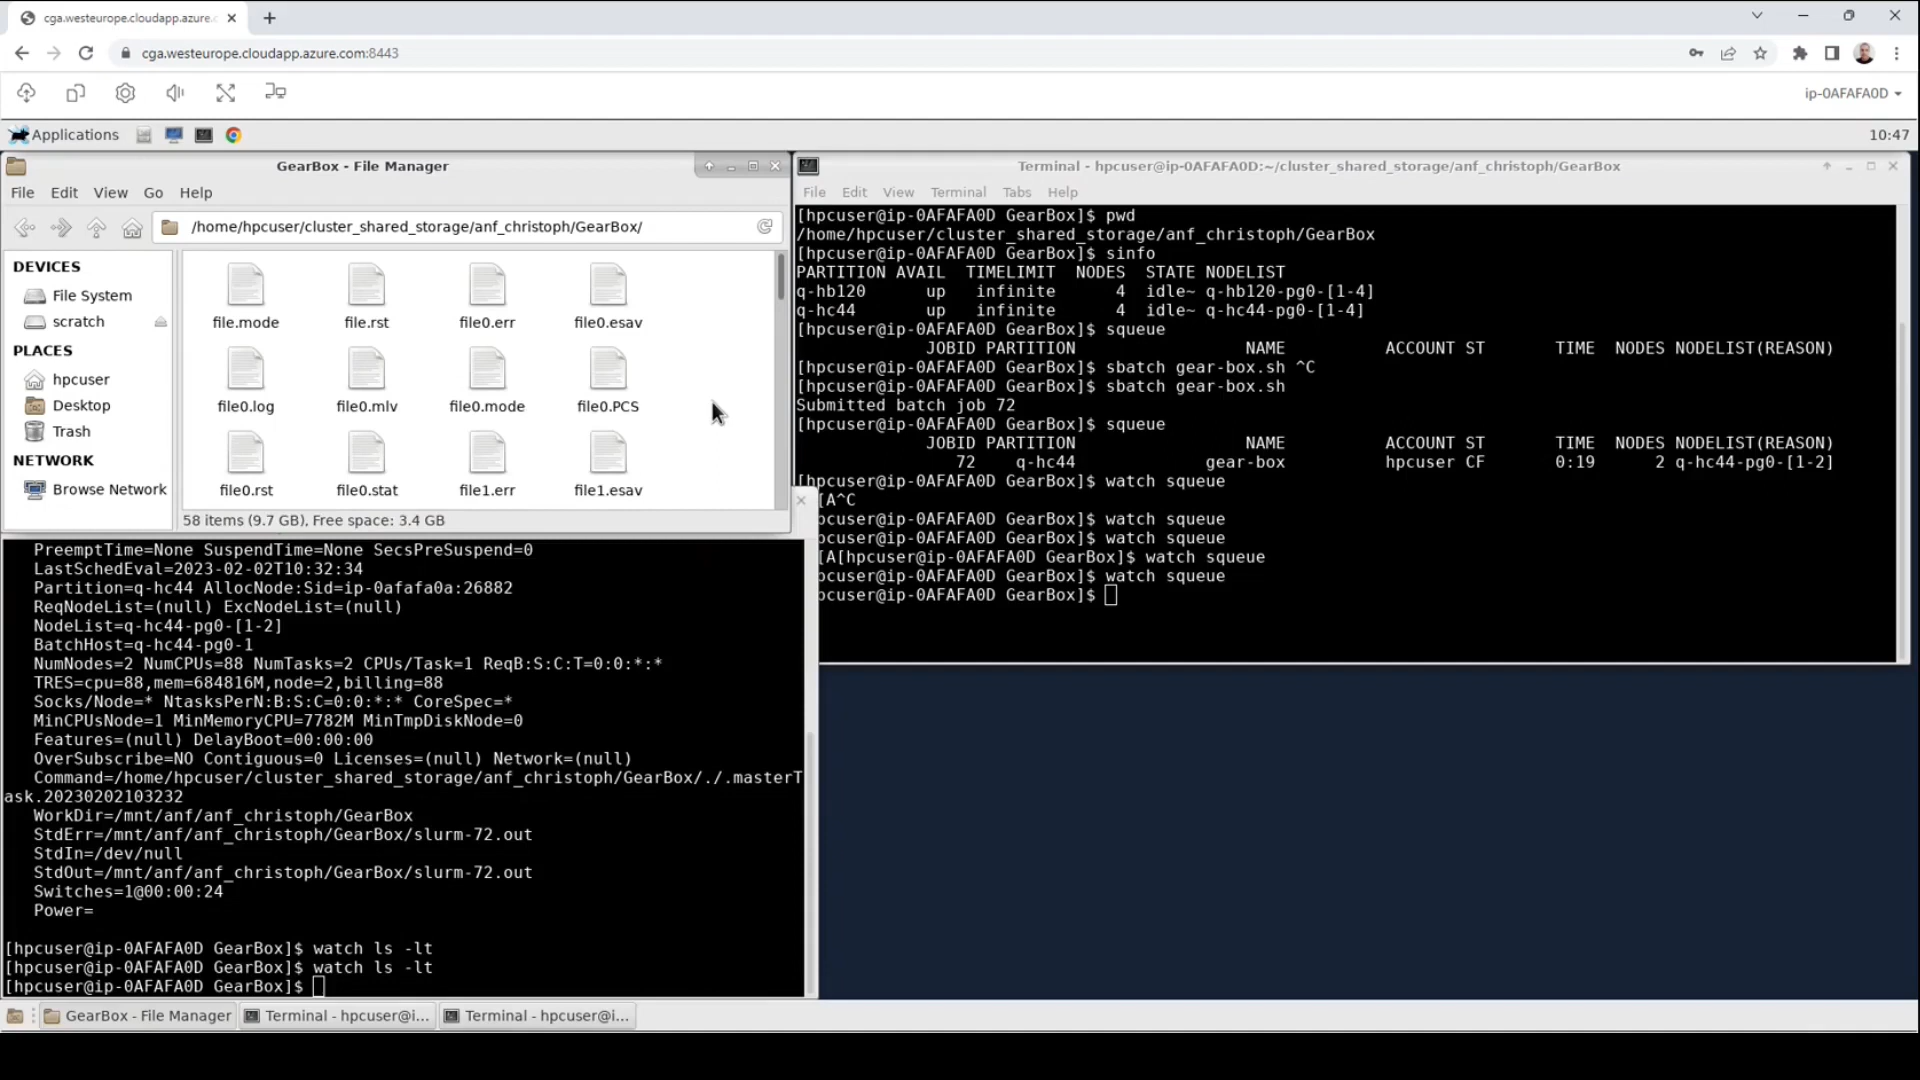 cga.westeurope.cloudapp.azure.c
cga.westeurope.cloudapp.azure.com:8443
ip-0AFAFA0D
Applications
10:47
GearBox - File Manager
File Edit View Go Help
/home/hpcuser/cluster_shared_storage/anf_christoph/GearBox/
DEVICES
File System
scratch
PLACES
hpcuser
Desktop
Trash
NETWORK
Browse Network
file.mode file.rst file0.err file0.esav
file0.log file0.mlv file0.mode file0.PCS
file0.rst file0.stat file1.err file1.esav
58 items (9.7 GB), Free space: 3.4 GB
Terminal - hpcuser@ip-0AFAFA0D:~/cluster_shared_storage/anf_christoph/GearBox
File Edit View Terminal Tabs Help
[hpcuser@ip-0AFAFA0D GearBox]$ pwd
/home/hpcuser/cluster_shared_storage/anf_christoph/GearBox
[hpcuser@ip-0AFAFA0D GearBox]$ sinfo
PARTITION AVAIL  TIMELIMIT  NODES  STATE NODELIST
q-hb120      up   infinite      4  idle~ q-hb120-pg0-[1-4]
q-hc44       up   infinite      4  idle~ q-hc44-pg0-[1-4]
[hpcuser@ip-0AFAFA0D GearBox]$ squeue
JOBID PARTITION NAME ACCOUNT ST TIME NODES NODELIST(REASON)
[hpcuser@ip-0AFAFA0D GearBox]$ sbatch gear-box.sh ^C
[hpcuser@ip-0AFAFA0D GearBox]$ sbatch gear-box.sh
Submitted batch job 72
[hpcuser@ip-0AFAFA0D GearBox]$ squeue
JOBID PARTITION NAME ACCOUNT ST TIME NODES NODELIST(REASON)
72 q-hc44 gear-box hpcuser CF 0:19 2 q-hc44-pg0-[1-2]
[hpcuser@ip-0AFAFA0D GearBox]$ watch squeue
[A^C
pcuser@ip-0AFAFA0D GearBox]$ watch squeue
pcuser@ip-0AFAFA0D GearBox]$ watch squeue
[A[hpcuser@ip-0AFAFA0D GearBox]$ watch squeue
pcuser@ip-0AFAFA0D GearBox]$ watch squeue
pcuser@ip-0AFAFA0D GearBox]$
PreemptTime=None SuspendTime=None SecsPreSuspend=0
LastSchedEval=2023-02-02T10:32:34
Partition=q-hc44 AllocNode:Sid=ip-0afafa0a:26882
ReqNodeList=(null) ExcNodeList=(null)
NodeList=q-hc44-pg0-[1-2]
BatchHost=q-hc44-pg0-1
NumNodes=2 NumCPUs=88 NumTasks=2 CPUs/Task=1 ReqB:S:C:T=0:0:*:*
TRES=cpu=88,mem=684816M,node=2,billing=88
Socks/Node=* NtasksPerN:B:S:C=0:0:*:* CoreSpec=*
MinCPUsNode=1 MinMemoryCPU=7782M MinTmpDiskNode=0
Features=(null) DelayBoot=00:00:00
OverSubscribe=NO Contiguous=0 Licenses=(null) Network=(null)
Command=/home/hpcuser/cluster_shared_storage/anf_christoph/GearBox/./.masterT
ask.20230202103232
WorkDir=/mnt/anf/anf_christoph/GearBox
StdErr=/mnt/anf/anf_christoph/GearBox/slurm-72.out
StdIn=/dev/null
StdOut=/mnt/anf/anf_christoph/GearBox/slurm-72.out
Switches=1@00:00:24
Power=
[hpcuser@ip-0AFAFA0D GearBox]$ watch ls -lt
[hpcuser@ip-0AFAFA0D GearBox]$ watch ls -lt
[hpcuser@ip-0AFAFA0D GearBox]$
GearBox - File Manager
Terminal - hpcuser@i...
Terminal - hpcuser@i...